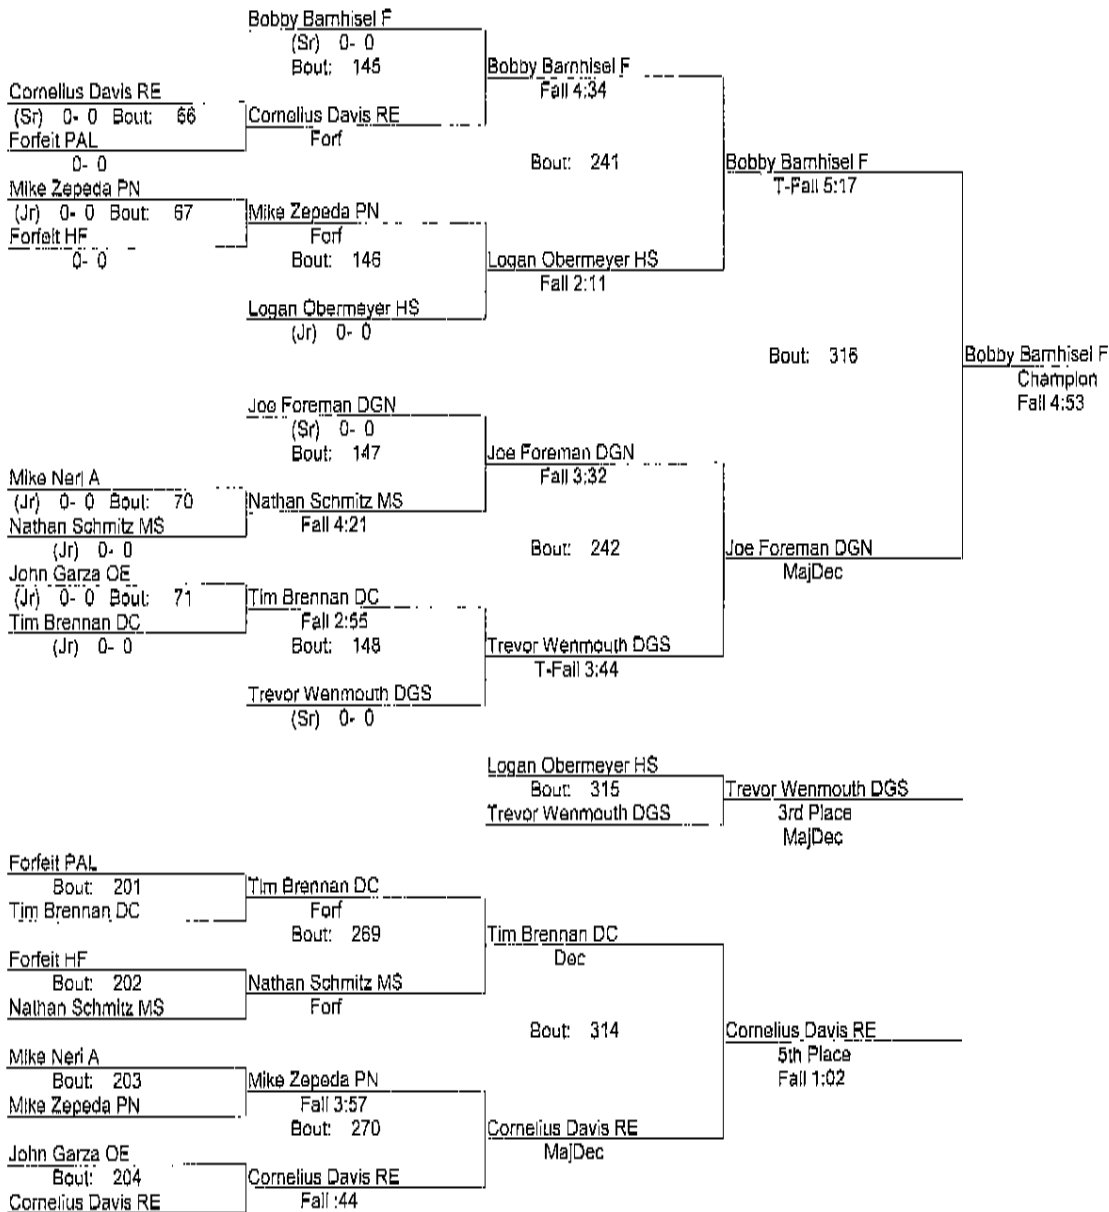 Bobby Barnhisel F
(Sr) 0- 0
Bout: 145
Bobby Barnhisel F
Fall 4:34
Cornelius Davis RE
(Sr) 0- 0 Bout: 66
Cornelius Davis RE
Forf
Forfeit PAL
0- 0
Bout: 241
Bobby Barnhisel F
T-Fall 5:17
Mike Zepeda PN
(Jr) 0- 0 Bout: 67
Mike Zepeda PN
Forf
Forfeit HF
0- 0
Bout: 146
Logan Obermeyer HS
Fall 2:11
Logan Obermeyer HS
(Jr) 0- 0
Bout: 316
Bobby Barnhisel F
Champion
Fall 4:53
Joe Foreman DGN
(Sr) 0- 0
Bout: 147
Joe Foreman DGN
Fall 3:32
Mike Neri A
(Jr) 0- 0 Bout: 70
Nathan Schmitz MS
Fall 4:21
Nathan Schmitz MS
(Jr) 0- 0
Bout: 242
Joe Foreman DGN
MajDec
John Garza OE
(Jr) 0- 0 Bout: 71
Tim Brennan DC
Fall 2:55
Tim Brennan DC
(Jr) 0- 0
Bout: 148
Trevor Wenmouth DGS
T-Fall 3:44
Trevor Wenmouth DGS
(Sr) 0- 0
Logan Obermeyer HS
Bout: 315
Trevor Wenmouth DGS
Trevor Wenmouth DGS
3rd Place
MajDec
Forfeit PAL
Bout: 201
Tim Brennan DC
Tim Brennan DC
Forf
Bout: 269
Tim Brennan DC
Dec
Forfeit HF
Bout: 202
Nathan Schmitz MS
Nathan Schmitz MS
Forf
Bout: 314
Cornelius Davis RE
5th Place
Fall 1:02
Mike Neri A
Bout: 203
Mike Zepeda PN
Mike Zepeda PN
Fall 3:57
Bout: 270
Cornelius Davis RE
MajDec
John Garza OE
Bout: 204
Cornelius Davis RE
Cornelius Davis RE
Fall :44